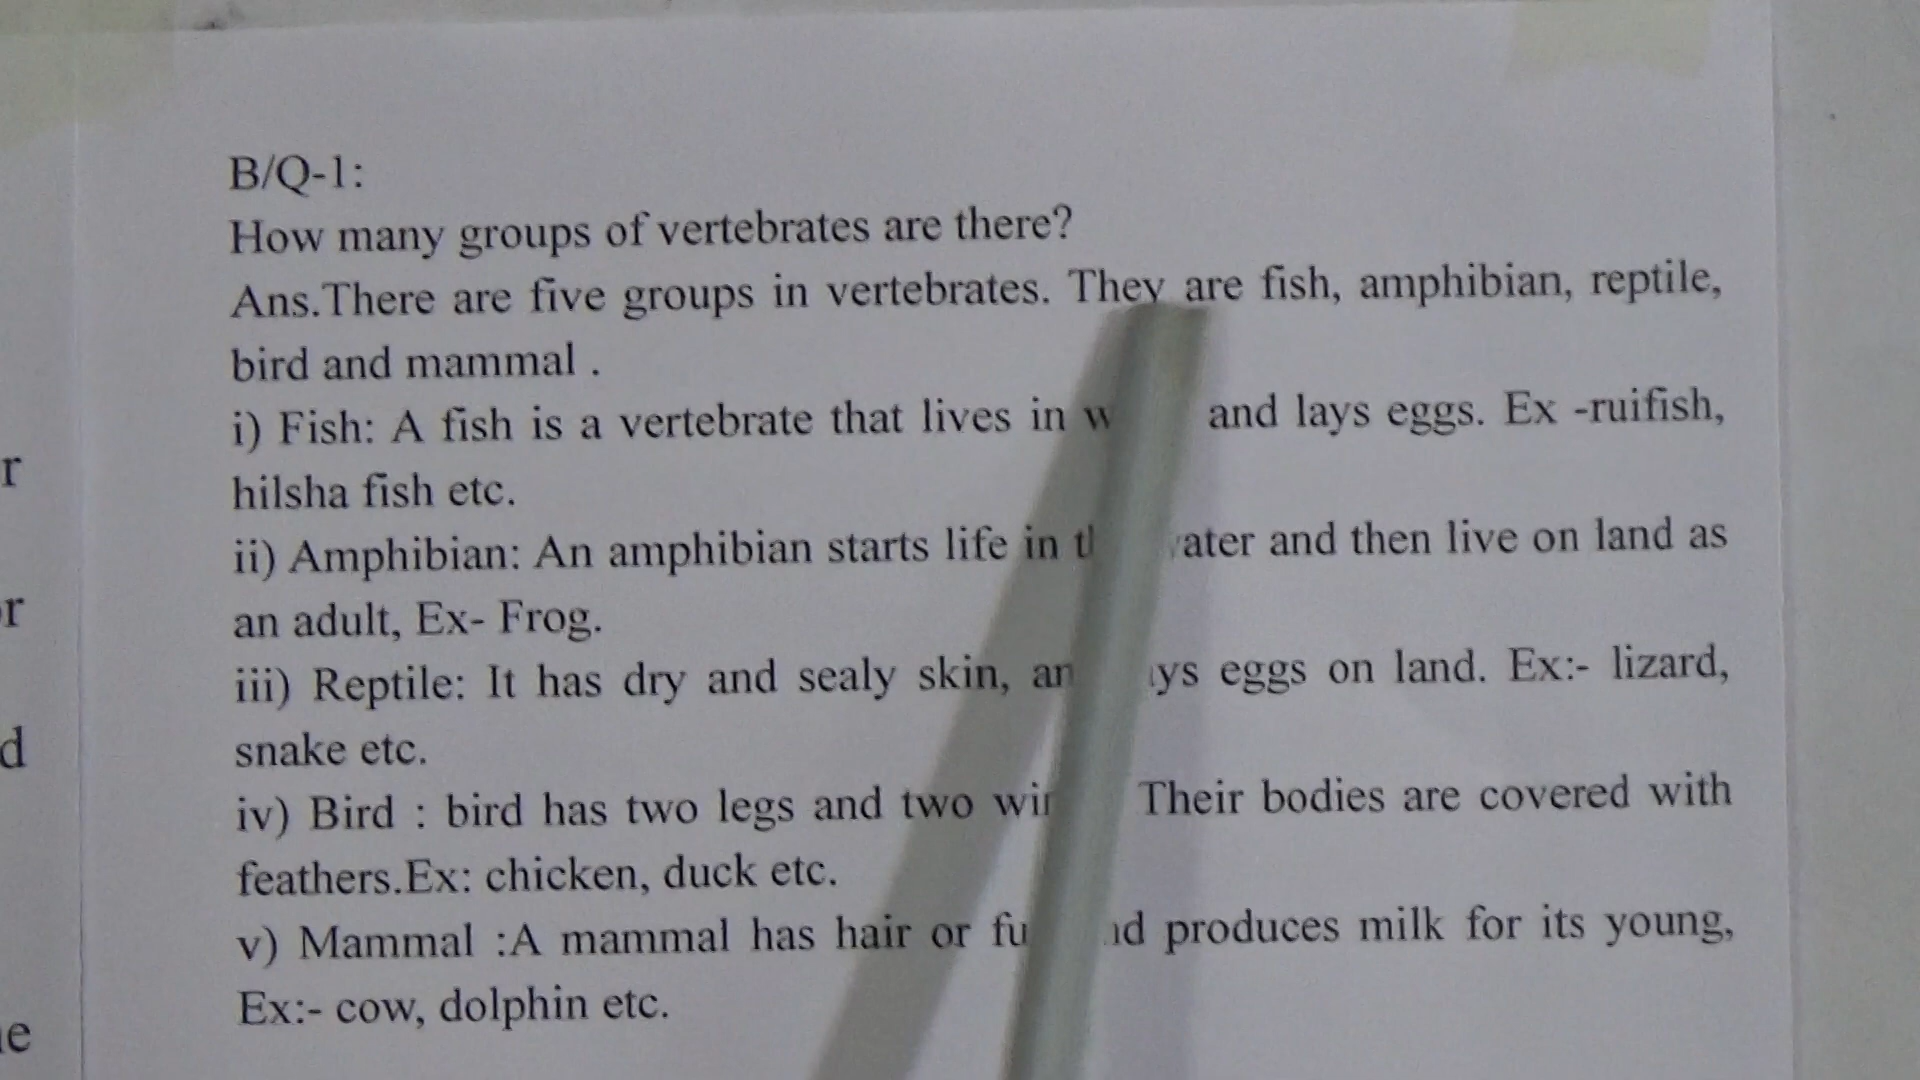 B/Q-1:
How many groups of vertebrates are there?
Ans.There are five groups in vertebrates. They are fish, amphibian, reptile,
bird and mammal .
i) Fish: A fish is a vertebrate that lives in and lays eggs. Ex -ruifish,
hilsha fish etc.
ii) Amphibian: An amphibian starts life in and then live on land as
an adult, Ex- Frog.
iii) Reptile: It has dry and sealy skin, eggs on land. Ex:- lizard,
snake etc.
iv) Bird : bird has two legs and two Their bodies are covered with
feathers.Ex: chicken, duck etc.
v) Mammal :A mammal has hair or produces milk for its young,
Ex:- cow, dolphin etc.